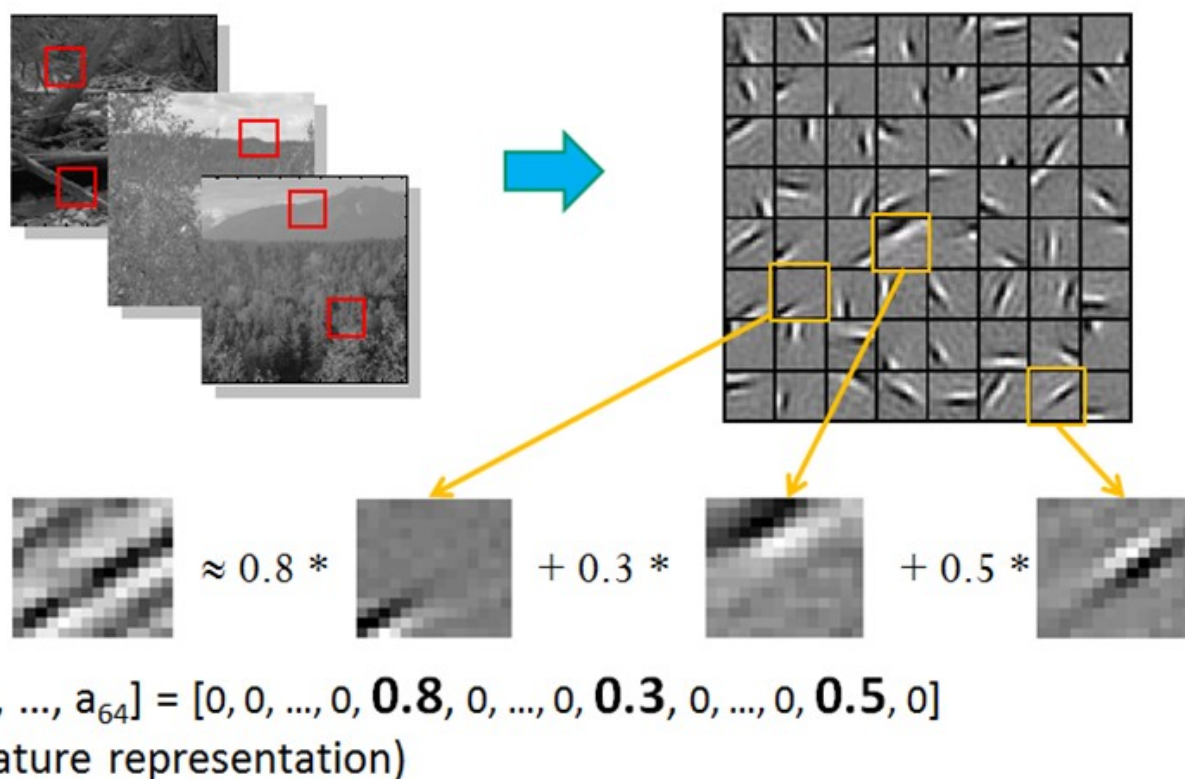 ≈ 0.8 * + 0.3 * + 0.5 *
, ..., a₆₄] = [0, 0, ..., 0, 0.8, 0, ..., 0, 0.3, 0, ..., 0, 0.5, 0]
ature representation)